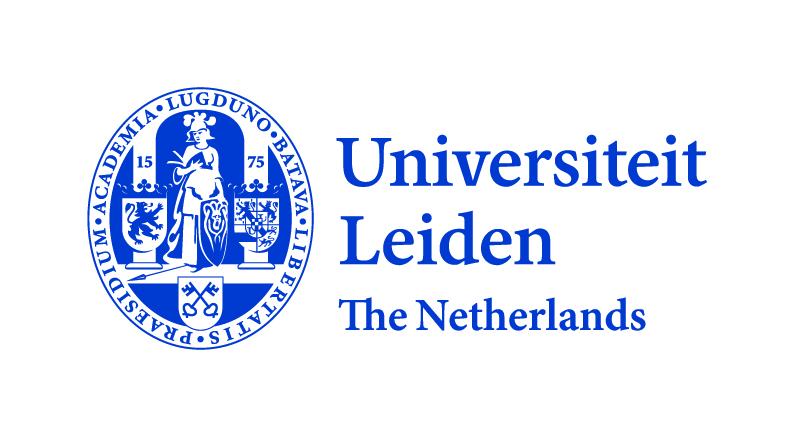 ACADEMIA • LUGDUNO • BATAVA • LIBERTATIS • PRAESIDIUM •
15 75
Universiteit
Leiden
The Netherlands